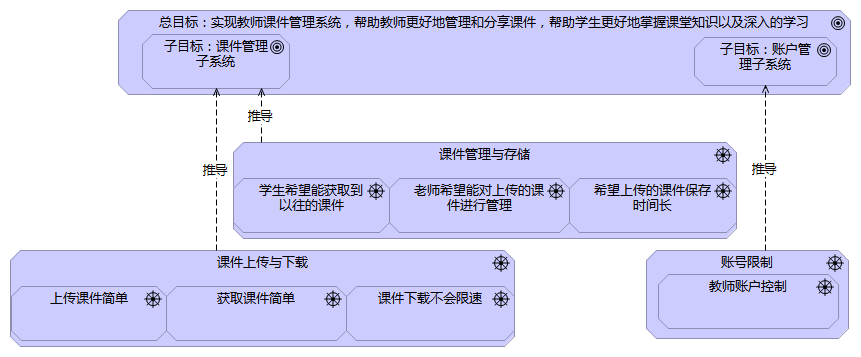 总目标：实现教师课件管理系统，帮助教师更好地管理和分享课件，帮助学生更好地掌握课堂知识以及深入的学习
子目标：课件管理
子系统
子目标：账户管
理子系统
推导
课件管理与存储
学生希望能获取到
以往的课件
老师希望能对上传的课
件进行管理
希望上传的课件保存
时间长
推导
推导
课件上传与下载
上传课件简单
获取课件简单
课件下载不会限速
账号限制
教师账户控制